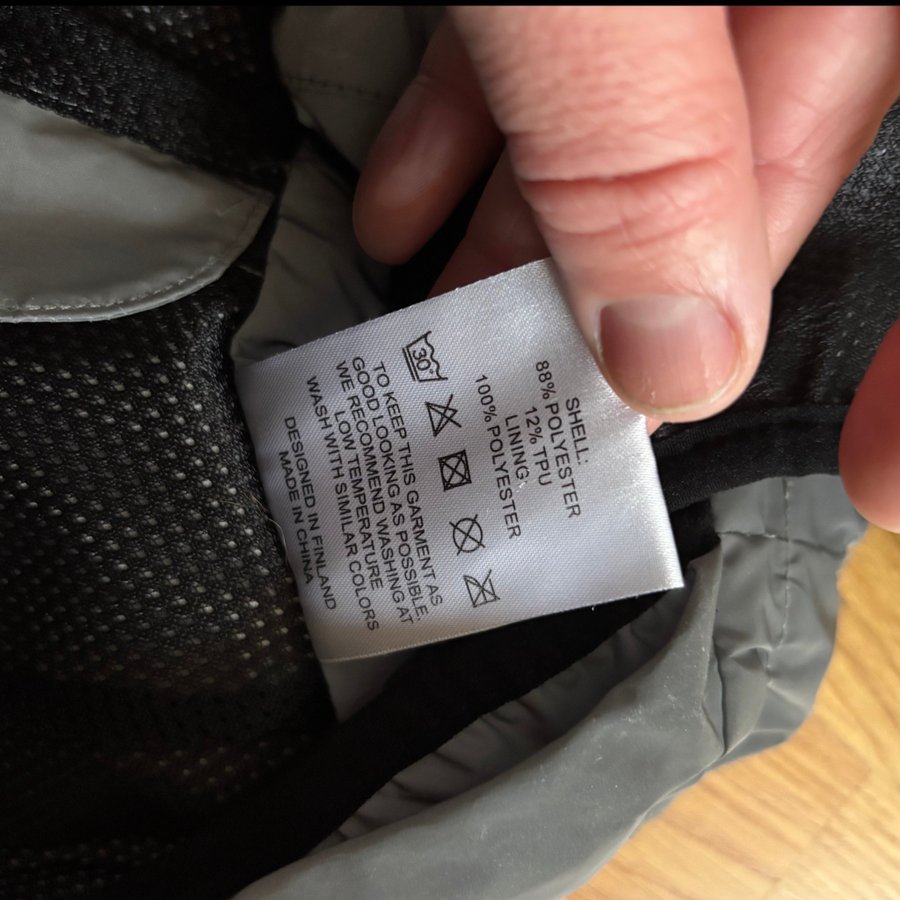 SHELL:
88% POLYESTER
12% TPU
LINING:
100% POLYESTER
30°
TO KEEP THIS GARMENT AS
GOOD LOOKING AS POSSIBLE.
WE RECOMMEND WASHING AT
LOW TEMPERATURE
WASH WITH SIMILAR COLORS
DESIGNED IN FINLAND
MADE IN CHINA